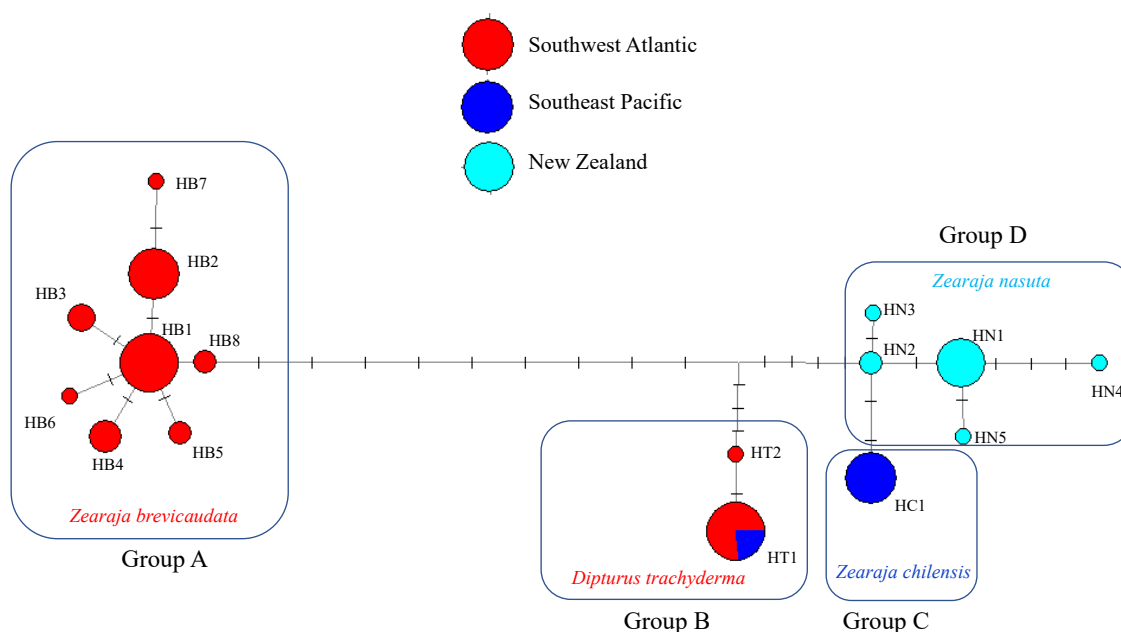 Southwest Atlantic
Southeast Pacific
New Zealand
HB7
HB2
HB3
HB1
HB8
HB6
HB4
HB5
Zearaja brevicaudata
Group A
HT2
HT1
Dipturus trachyderma
Group B
Group D
Zearaja nasuta
HN3
HN2
HN1
HN4
HN5
HC1
Zearaja chilensis
Group C